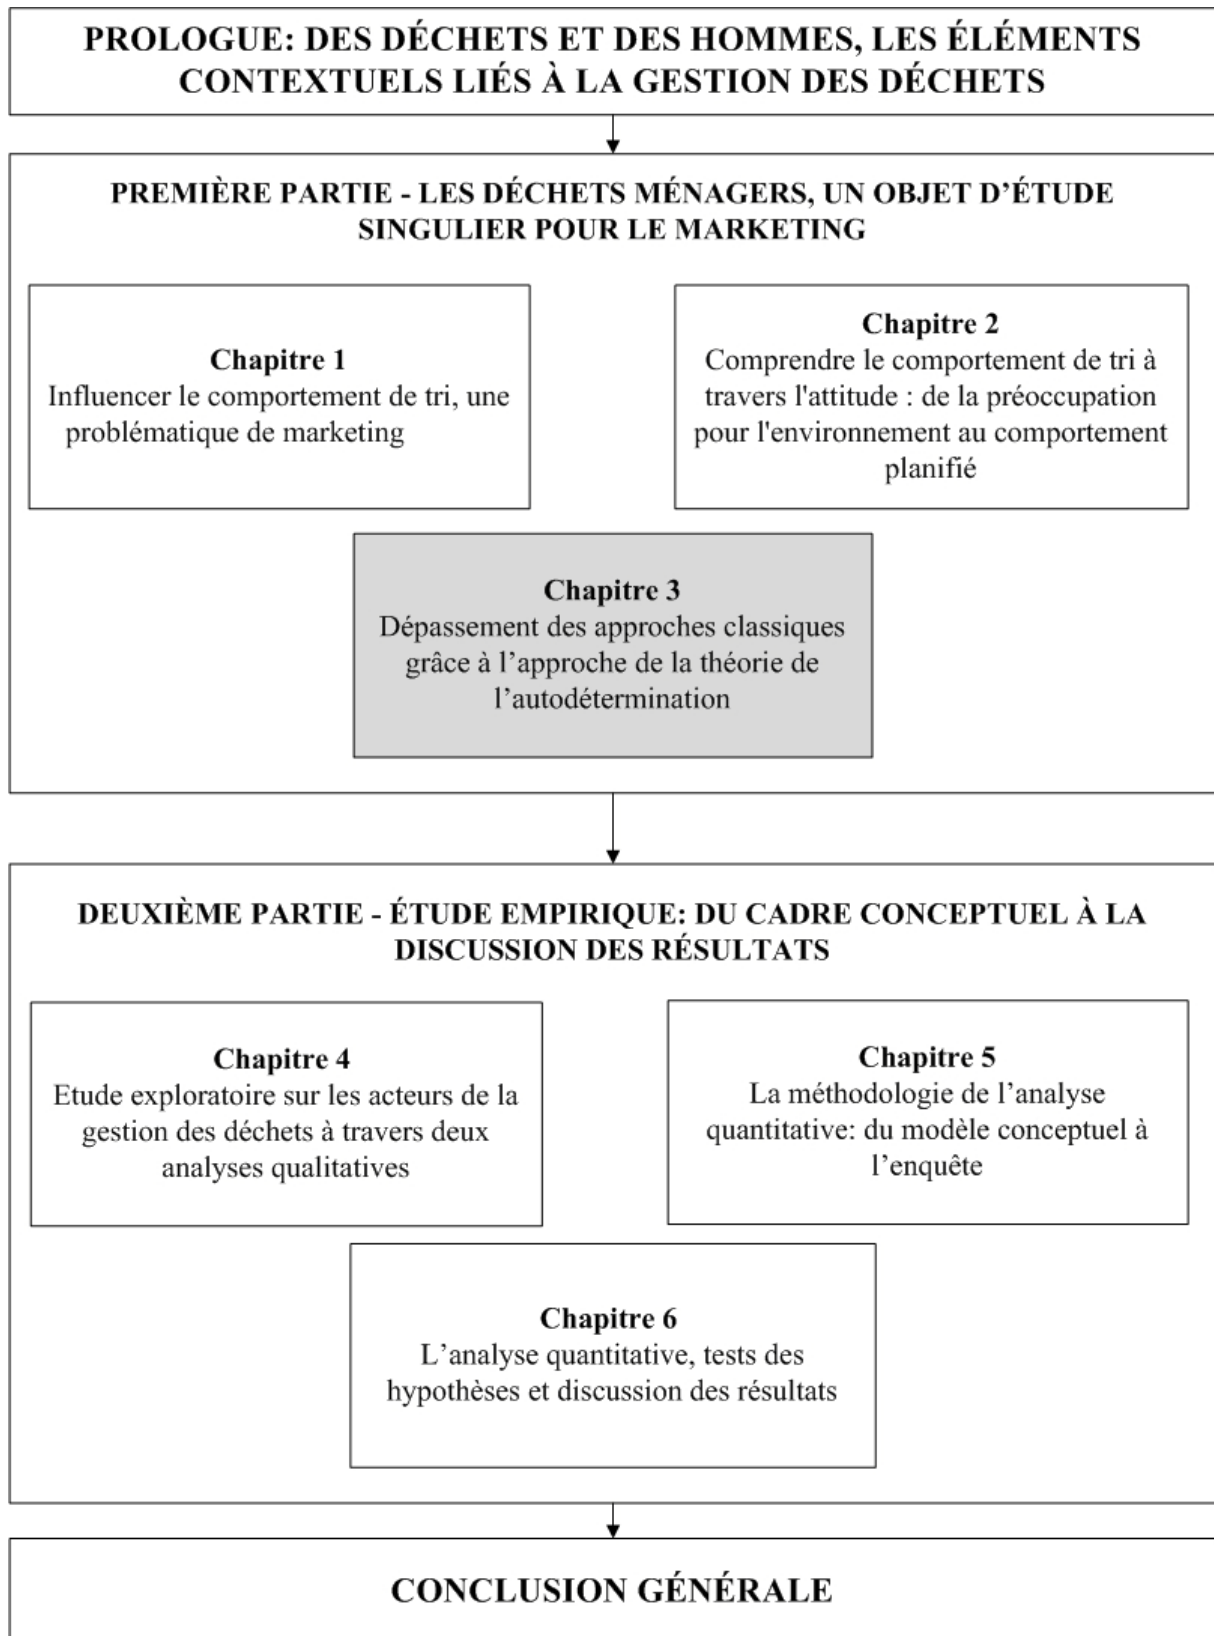 PROLOGUE: DES DÉCHETS ET DES HOMMES, LES ÉLÉMENTS
CONTEXTUELS LIÉS À LA GESTION DES DÉCHETS
PREMIÈRE PARTIE - LES DÉCHETS MÉNAGERS, UN OBJET D’ÉTUDE
SINGULIER POUR LE MARKETING
Chapitre 1
Influencer le comportement de tri, une
problématique de marketing
Chapitre 2
Comprendre le comportement de tri à
travers l'attitude : de la préoccupation
pour l'environnement au comportement
planifié
Chapitre 3
Dépassement des approches classiques
grâce à l’approche de la théorie de
l’autodétermination
DEUXIÈME PARTIE - ÉTUDE EMPIRIQUE: DU CADRE CONCEPTUEL À LA
DISCUSSION DES RÉSULTATS
Chapitre 4
Etude exploratoire sur les acteurs de la
gestion des déchets à travers deux
analyses qualitatives
Chapitre 5
La méthodologie de l’analyse
quantitative: du modèle conceptuel à
l’enquête
Chapitre 6
L’analyse quantitative, tests des
hypothèses et discussion des résultats
CONCLUSION GÉNÉRALE